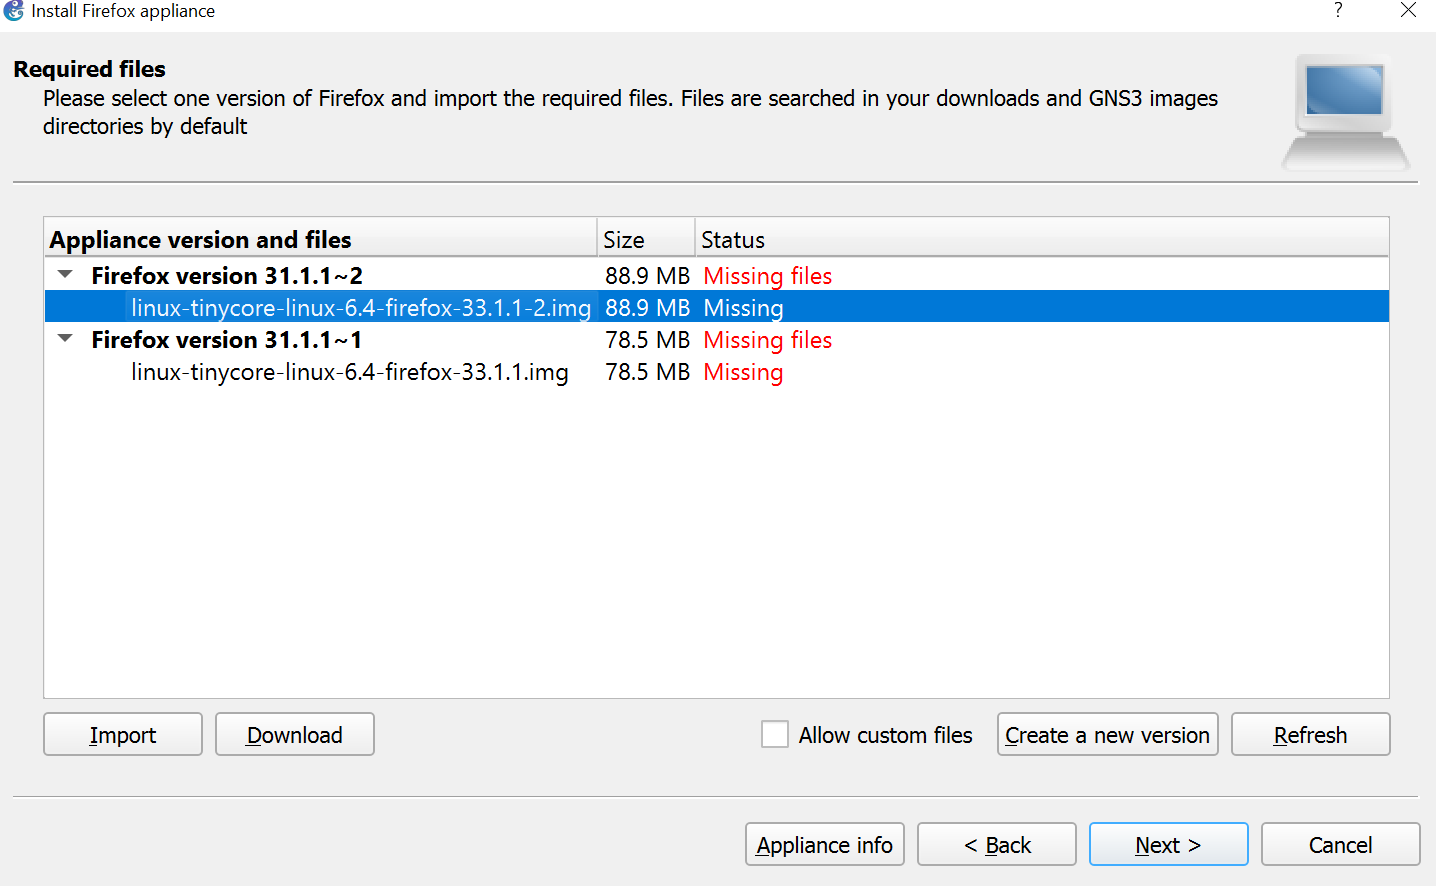 Install Firefox appliance
?
Required files
Please select one version of Firefox and import the required files. Files are searched in your downloads and GNS3 images
directories by default
Appliance version and files Size Status
Firefox version 31.1.1~2 88.9 MB Missing files
linux-tinycore-linux-6.4-firefox-33.1.1-2.img 88.9 MB Missing
Firefox version 31.1.1~1 78.5 MB Missing files
linux-tinycore-linux-6.4-firefox-33.1.1.img 78.5 MB Missing
Import Download Allow custom files Create a new version Refresh
Appliance info < Back Next > Cancel